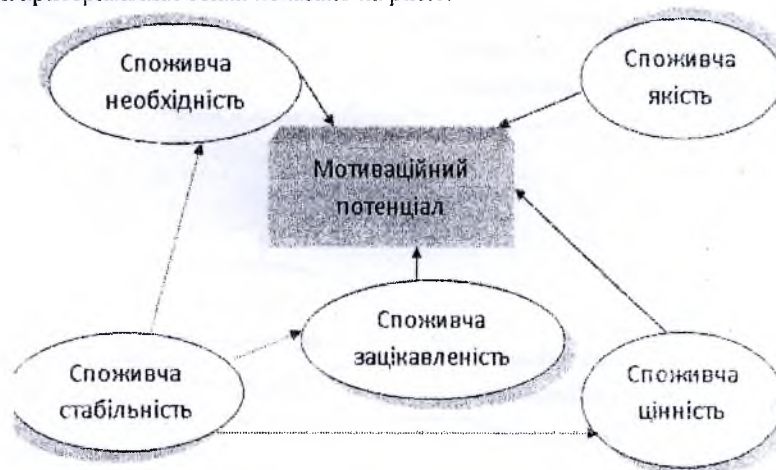 Споживча
необхідність
Споживча
якість
Мотиваційний
потенціал
Споживча
зацікавленість
Споживча
стабільність
Споживча
цінність